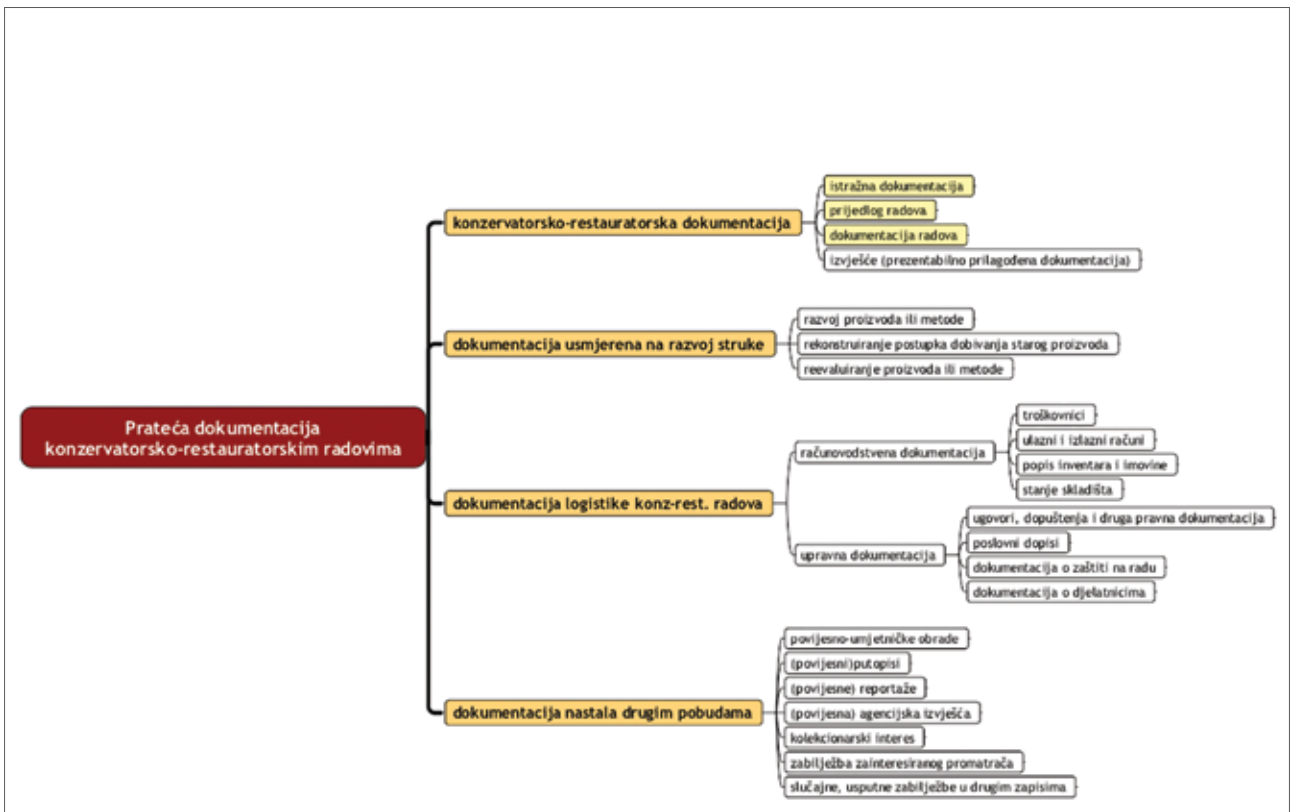 Prateća dokumentacija
konzervatorsko-restauratorskim radovima
konzervatorsko-restauratorska dokumentacija
istražna dokumentacija
prijedlog radova
dokumentacija radova
izvješće (prezentabilno prilagođena dokumentacija)
dokumentacija usmjerena na razvoj struke
razvoj proizvoda ili metode
rekonstruiranje postupka dobivanja starog proizvoda
reevaluiranje proizvoda ili metode
dokumentacija logistike konz-rest. radova
računovodstvena dokumentacija
troškovnici
ulazni i izlazni računi
popis inventara i imovine
stanje skladišta
upravna dokumentacija
ugovori, dopuštenja i druga pravna dokumentacija
poslovni dopisi
dokumentacija o zaštiti na radu
dokumentacija o djelatnicima
dokumentacija nastala drugim pobudama
povijesno-umjetničke obrade
(povijesni)putopisi
(povijesne) reportaže
(povijesna) agencijska izvješća
kolekcionarski interes
zabilježba zainteresiranog promatrača
slučajne, usputne zabilježbe u drugim zapisima